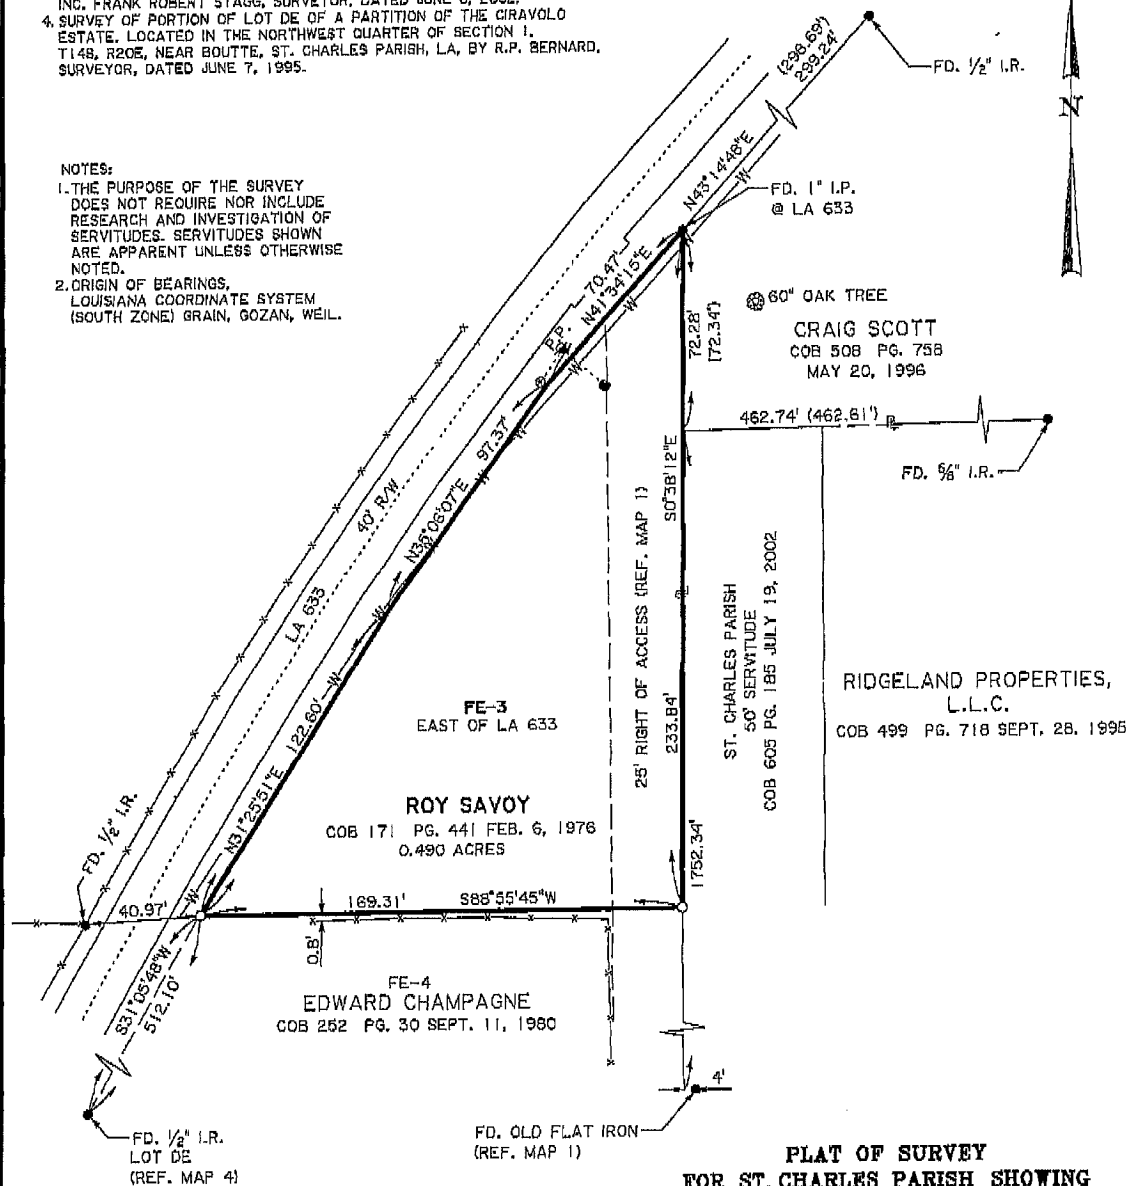 INC. FRANK ROBERT STAGG, SURVEYOR, DATED JUNE 6, 2002.
4. SURVEY OF PORTION OF LOT DE OF A PARTITION OF THE CIRAVOLO
ESTATE. LOCATED IN THE NORTHWEST QUARTER OF SECTION 1,
T14S, R20E, NEAR BOUTTE, ST. CHARLES PARISH, LA, BY R.P. BERNARD,
SURVEYOR, DATED JUNE 7, 1995.
(298.69')
299.24'
FD. 1/2" I.R.
N
NOTES:
1. THE PURPOSE OF THE SURVEY
DOES NOT REQUIRE NOR INCLUDE
RESEARCH AND INVESTIGATION OF
SERVITUDES. SERVITUDES SHOWN
ARE APPARENT UNLESS OTHERWISE
NOTED.
2. ORIGIN OF BEARINGS,
LOUISIANA COORDINATE SYSTEM
(SOUTH ZONE) GRAIN, GOZAN, WEIL.
N43°14'48"E
W
FD. 1" I.P.
@ LA 633
70.47'
N41°34'15"E
W
P.P.
W
60" OAK TREE
72.28'
(72.34')
CRAIG SCOTT
COB 508 PG. 758
MAY 20, 1996
462.74' (462.61')
FD. 5/8" I.R.
97.37'
W
W
40' R/W
N35°06'07"E
S0°38'12"E
25' RIGHT OF ACCESS (REF. MAP 1)
LA 633
W
W
122.60'
N31°25'51"E
FE-3
EAST OF LA 633
233.84'
ST. CHARLES PARISH
50' SERVITUDE
COB 605 PG. 185 JULY 19, 2002
RIDGELAND PROPERTIES,
L.L.C.
COB 499 PG. 718 SEPT. 28, 1995
ROY SAVOY
COB 171 PG. 441 FEB. 6, 1976
0.490 ACRES
FD. 1/2" I.R.
1752.34'
W
40.97'
169.31' S88°55'45"W
0.8'
W
S31°05'48"W
512.10'
FE-4
EDWARD CHAMPAGNE
COB 252 PG. 30 SEPT. 11, 1980
4'
FD. 1/2" I.R.
LOT DE
(REF. MAP 4)
FD. OLD FLAT IRON
(REF. MAP 1)
PLAT OF SURVEY
FOR ST. CHARLES PARISH SHOWING